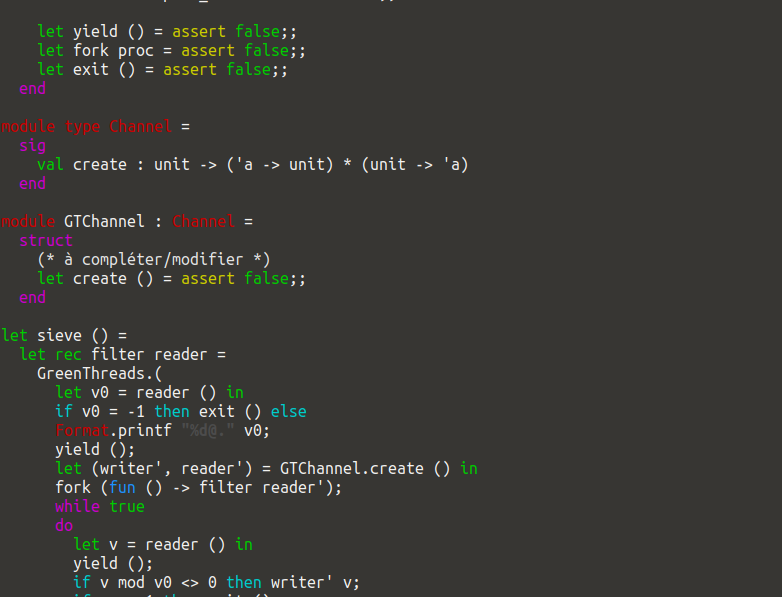 let yield () = assert false;;
let fork proc = assert false;;
let exit () = assert false;;
end
module type Channel =
sig
val create : unit -> ('a -> unit) * (unit -> 'a)
end
module GTChannel : Channel =
struct
(* à compléter/modifier *)
let create () = assert false;;
end
let sieve () =
let rec filter reader =
GreenThreads.(
let v0 = reader () in
if v0 = -1 then exit () else
Format.printf "%d@." v0;
yield ();
let (writer', reader') = GTChannel.create () in
fork (fun () -> filter reader');
while true
do
let v = reader () in
yield ();
if v mod v0 <> 0 then writer' v;